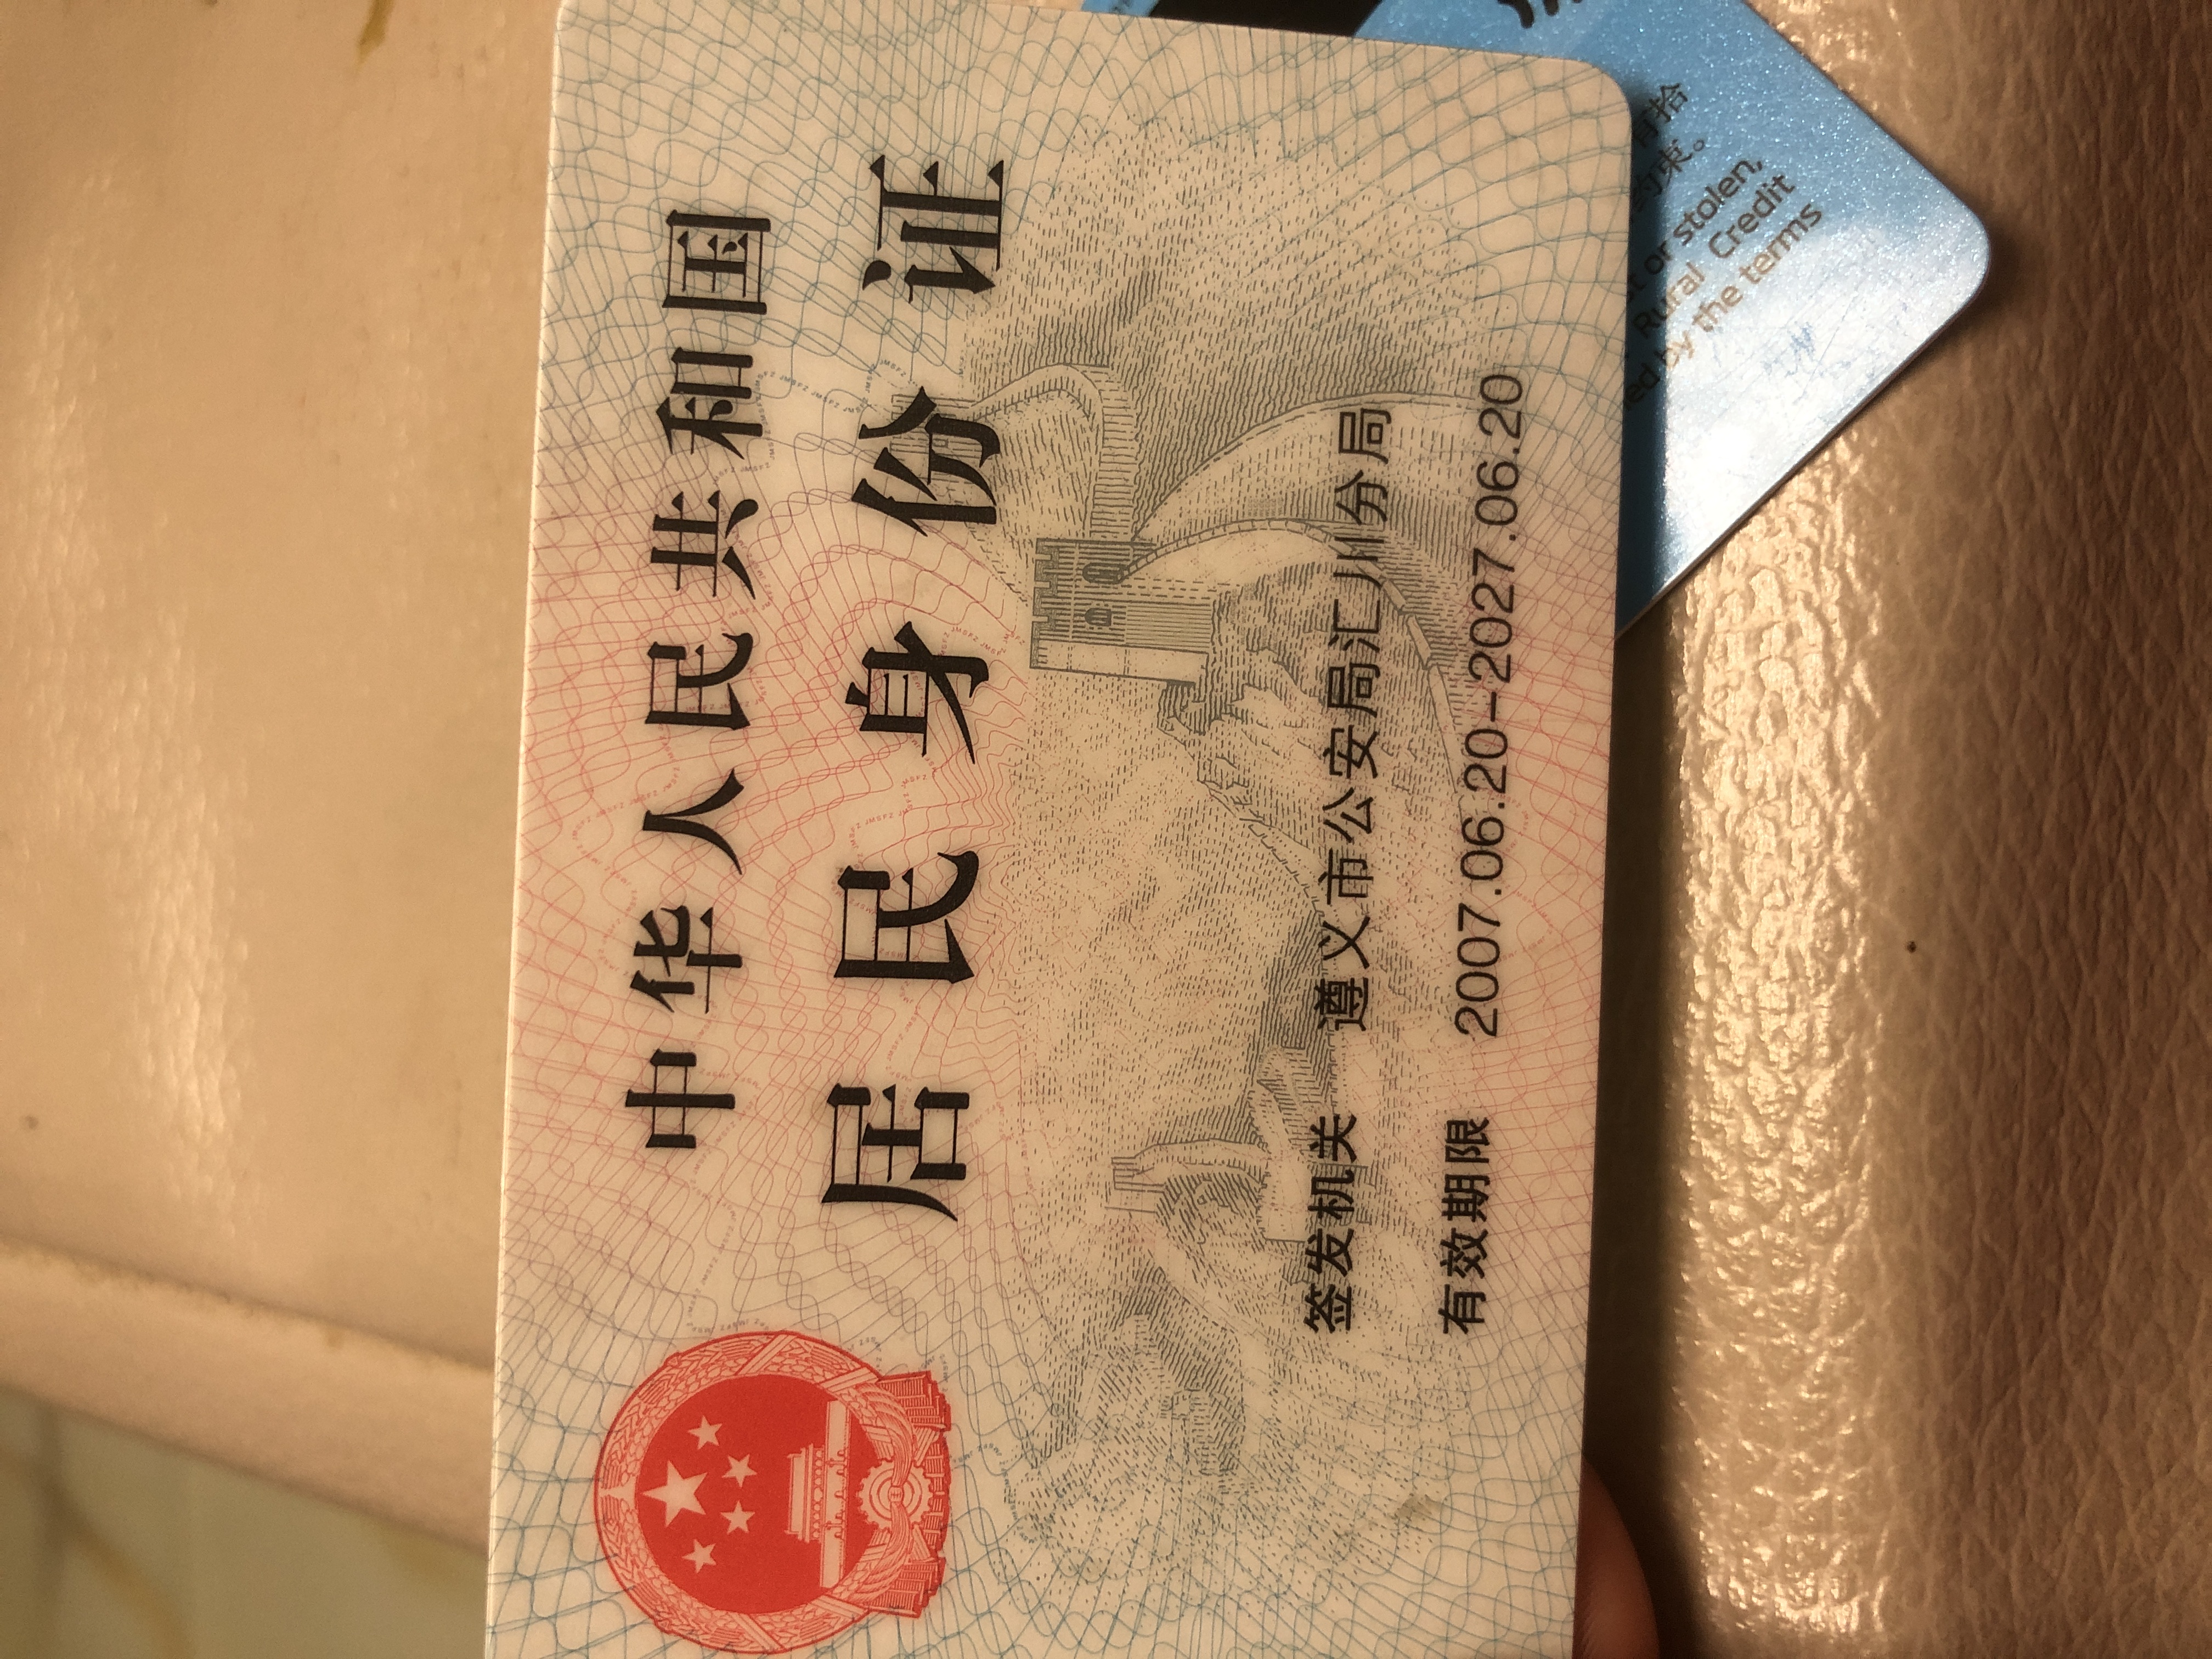 中华人民共和国
居民身份证
签发机关 遵义市公安局汇川分局
有效期限 2007.06.20-2027.06.20
拾
束。
or stolen,
Rural Credit
by the terms